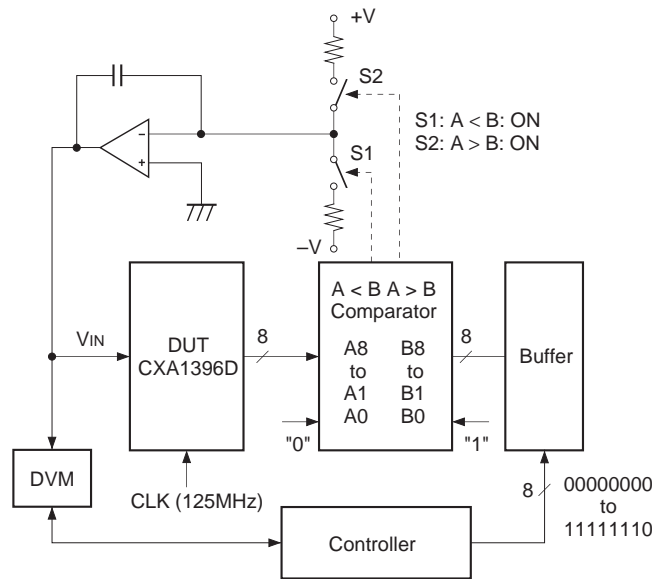 +V
S2
S1: A < B: ON
S2: A > B: ON
S1
–V
–
+
A < B A > B
Comparator
A8 B8
to to
A1 B1
A0 B0
VIN
DUT
CXA1396D
8
8
Buffer
"0"
"1"
DVM
CLK (125MHz)
8
00000000
to
11111110
Controller